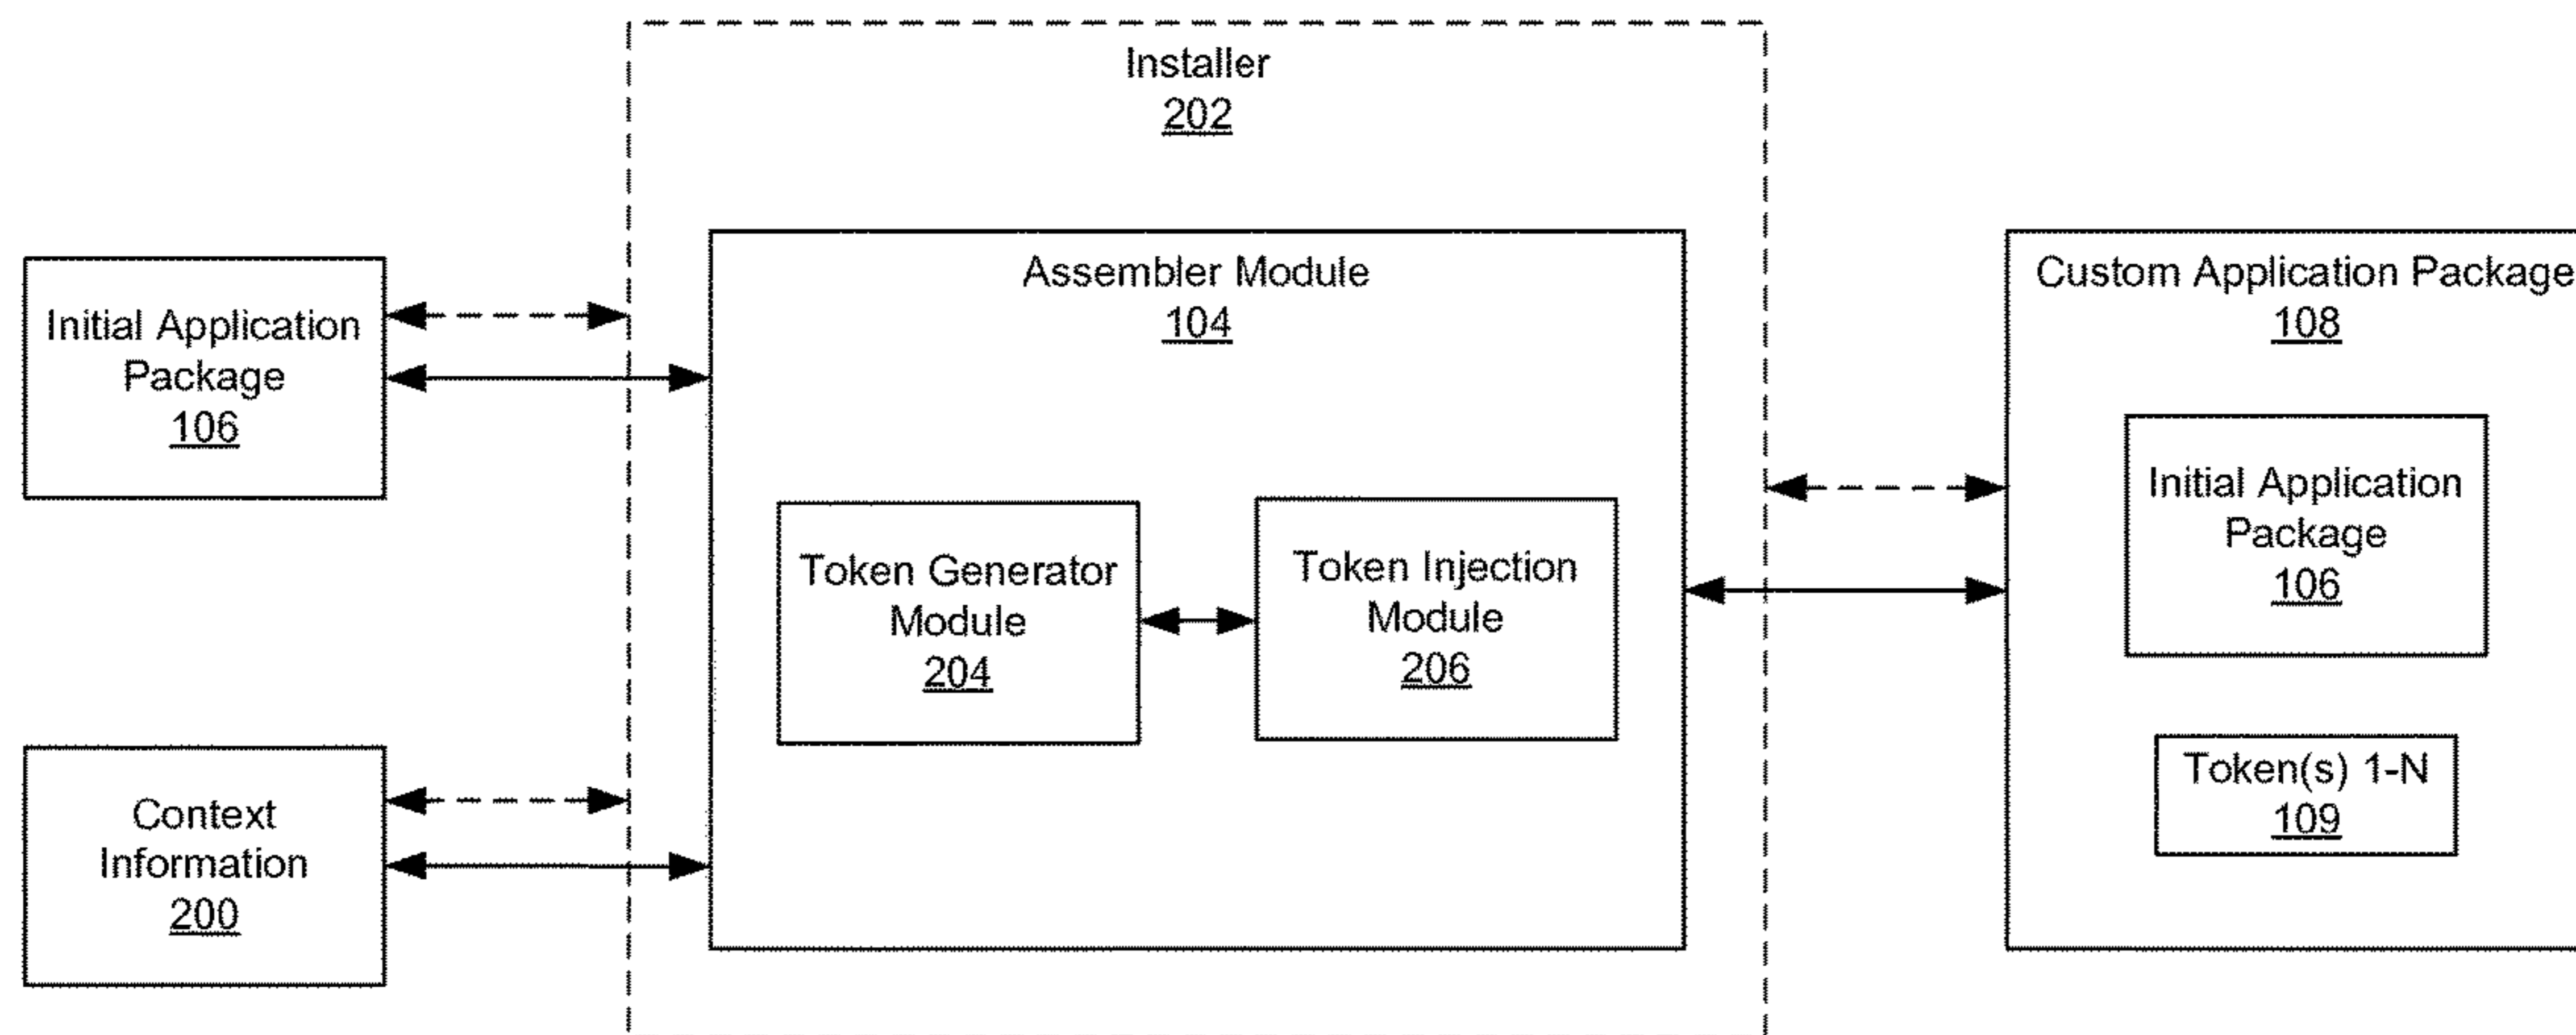 Installer
202
Initial Application
Package
106
Context
Information
200
Assembler Module
104
Token Generator
Module
204
Token Injection
Module
206
Custom Application Package
108
Initial Application
Package
106
Token(s) 1-N
109